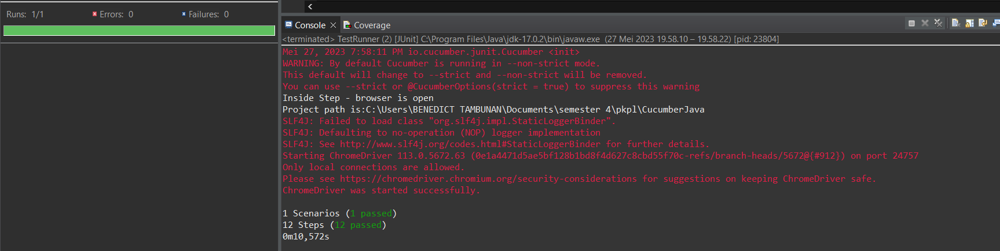 Runs: 1/1 Errors: 0 Failures: 0
<
Console Coverage
<terminated> TestRunner (2) [JUnit] C:\Program Files\Java\jdk-17.0.2\bin\javaw.exe (27 Mei 2023 19.58.10 – 19.58.22) [pid: 23804]
Mei 27, 2023 7:58:11 PM io.cucumber.junit.Cucumber <init>
WARNING: By default Cucumber is running in --non-strict mode.
This default will change to --strict and --non-strict will be removed.
You can use --strict or @CucumberOptions(strict = true) to suppress this warning
Inside Step - browser is open
Project path is:C:\Users\BENEDICT TAMBUNAN\Documents\semester 4\pkpl\CucumberJava
SLF4J: Failed to load class "org.slf4j.impl.StaticLoggerBinder".
SLF4J: Defaulting to no-operation (NOP) logger implementation
SLF4J: See http://www.slf4j.org/codes.html#StaticLoggerBinder for further details.
Starting ChromeDriver 113.0.5672.63 (0e1a4471d5ae5bf128b1bd8f4d627c8cbd55f70c-refs/branch-heads/5672@{#912}) on port 24757
Only local connections are allowed.
Please see https://chromedriver.chromium.org/security-considerations for suggestions on keeping ChromeDriver safe.
ChromeDriver was started successfully.
1 Scenarios (1 passed)
12 Steps (12 passed)
0m10,572s